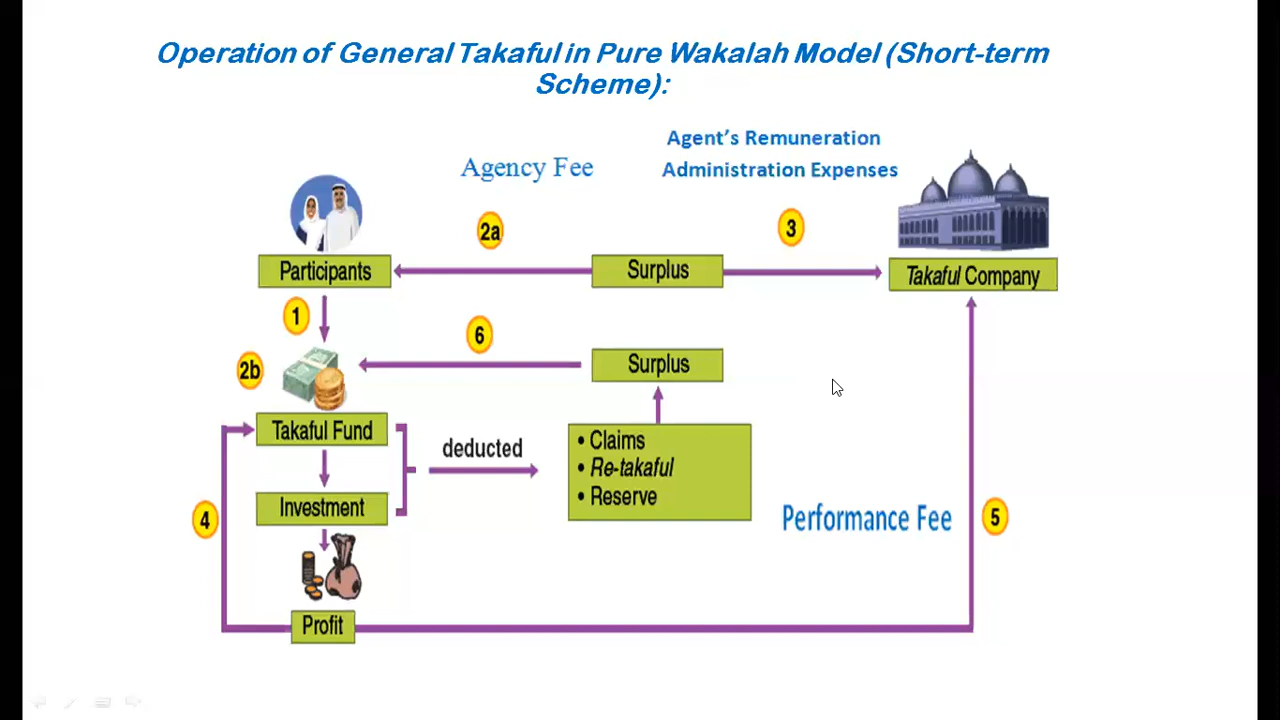 Operation of General Takaful in Pure Wakalah Model (Short-term
Scheme):
Agent's Remuneration
Agency Fee
Administration Expenses
2a
3
Participants
Surplus
Takaful Company
1
6
2b
Surplus
Takaful Fund
deducted
• Claims
• Re-takaful
• Reserve
Investment
4
Performance Fee
5
Profit